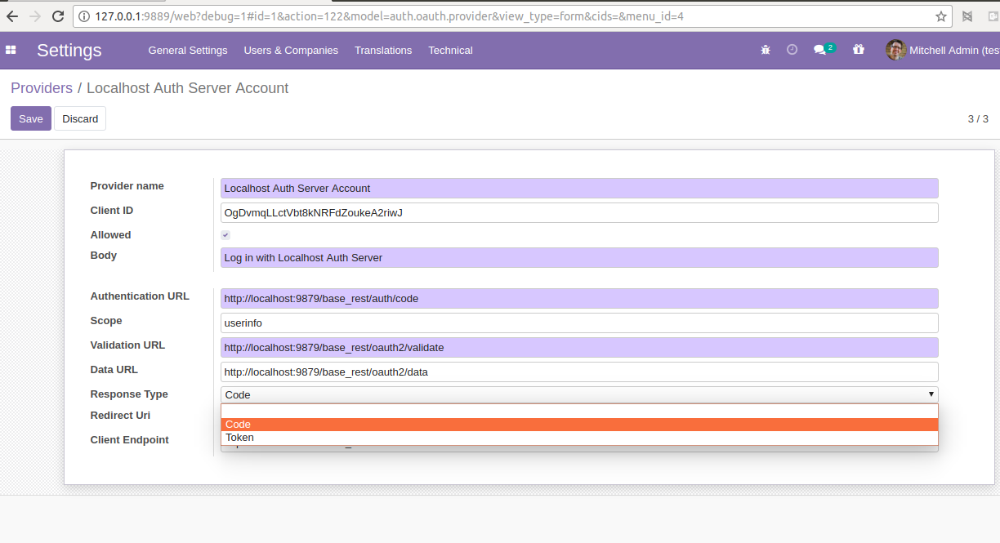 127.0.0.1:9889/web?debug=1#id=1&action=122&model=auth.oauth.provider&view_type=form&cids=&menu_id=4
Settings General Settings Users & Companies Translations Technical 2 Mitchell Admin (tes
Providers / Localhost Auth Server Account
Save Discard 3 / 3
Provider name Localhost Auth Server Account
Client ID OgDvmqLLctVbt8kNRFdZoukeA2riwJ
Allowed
Body Log in with Localhost Auth Server
Authentication URL http://localhost:9879/base_rest/auth/code
Scope userinfo
Validation URL http://localhost:9879/base_rest/oauth2/validate
Data URL http://localhost:9879/base_rest/oauth2/data
Response Type Code
Redirect Uri
Code
Token
Client Endpoint